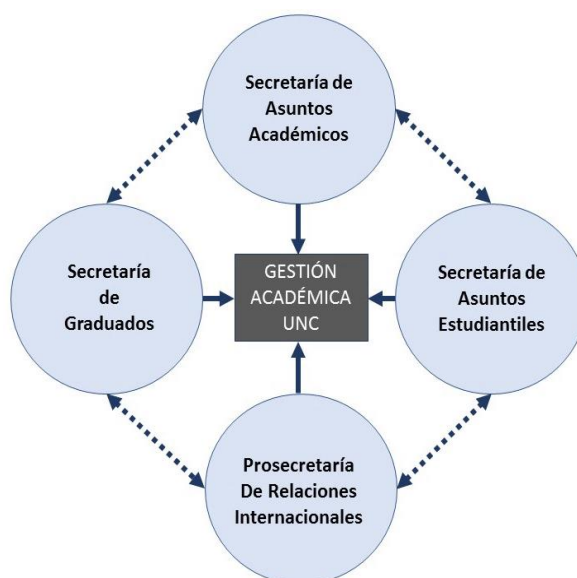 Secretaría de
Asuntos
Académicos
Secretaría
de
Graduados
GESTIÓN
ACADÉMICA
UNC
Secretaría de
Asuntos
Estudiantiles
Prosecretaría
De Relaciones
Internacionales